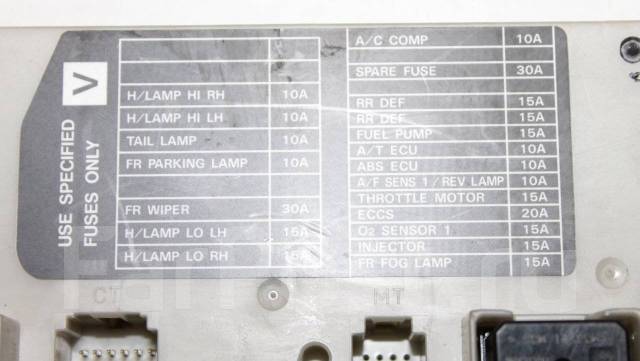 USE SPECIFIED
FUSES ONLY
V
H/LAMP HI RH 10A
H/LAMP HI LH 10A
TAIL LAMP 10A
FR PARKING LAMP 10A
FR WIPER 30A
H/LAMP LO LH 15A
H/LAMP LO RH 15A
A/C COMP 10A
SPARE FUSE 30A
RR DEF 15A
RR DEF 15A
FUEL PUMP 15A
A/T ECU 10A
ABS ECU 10A
A/F SENS 1/REV LAMP 10A
THROTTLE MOTOR 15A
ECCS 20A
O2 SENSOR 1 15A
INJECTOR 15A
FR FOG LAMP 15A
CT
MT